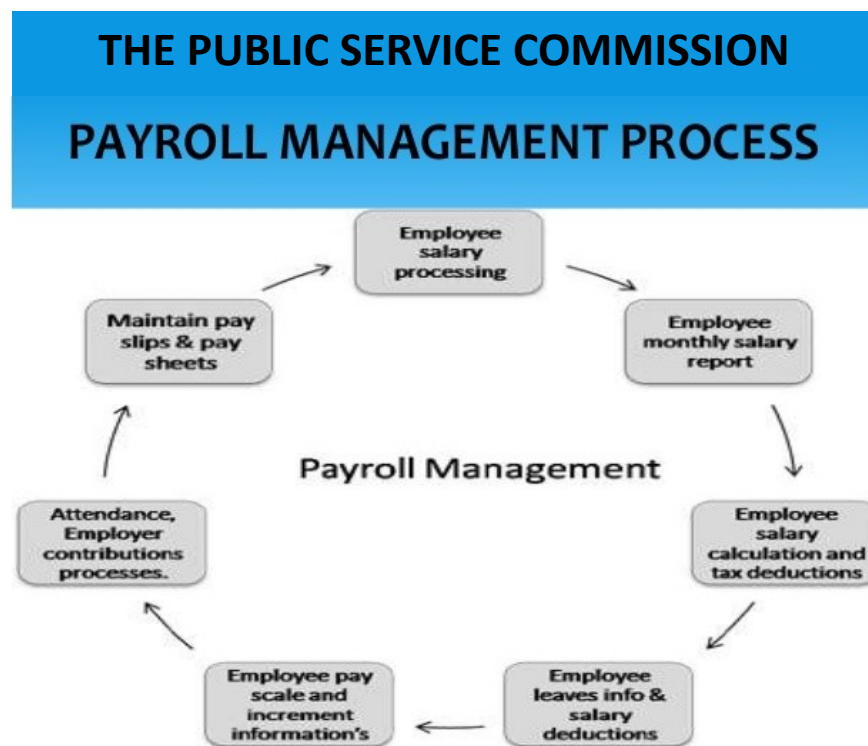 THE PUBLIC SERVICE COMMISSION
PAYROLL MANAGEMENT PROCESS
Employee
salary
processing
Employee
monthly salary
report
Employee
salary
calculation and
tax deductions
Employee
leaves info &
salary
deductions
Employee pay
scale and
increment
information's
Attendance,
Employer
contributions
processes.
Maintain pay
slips & pay
sheets
Payroll Management